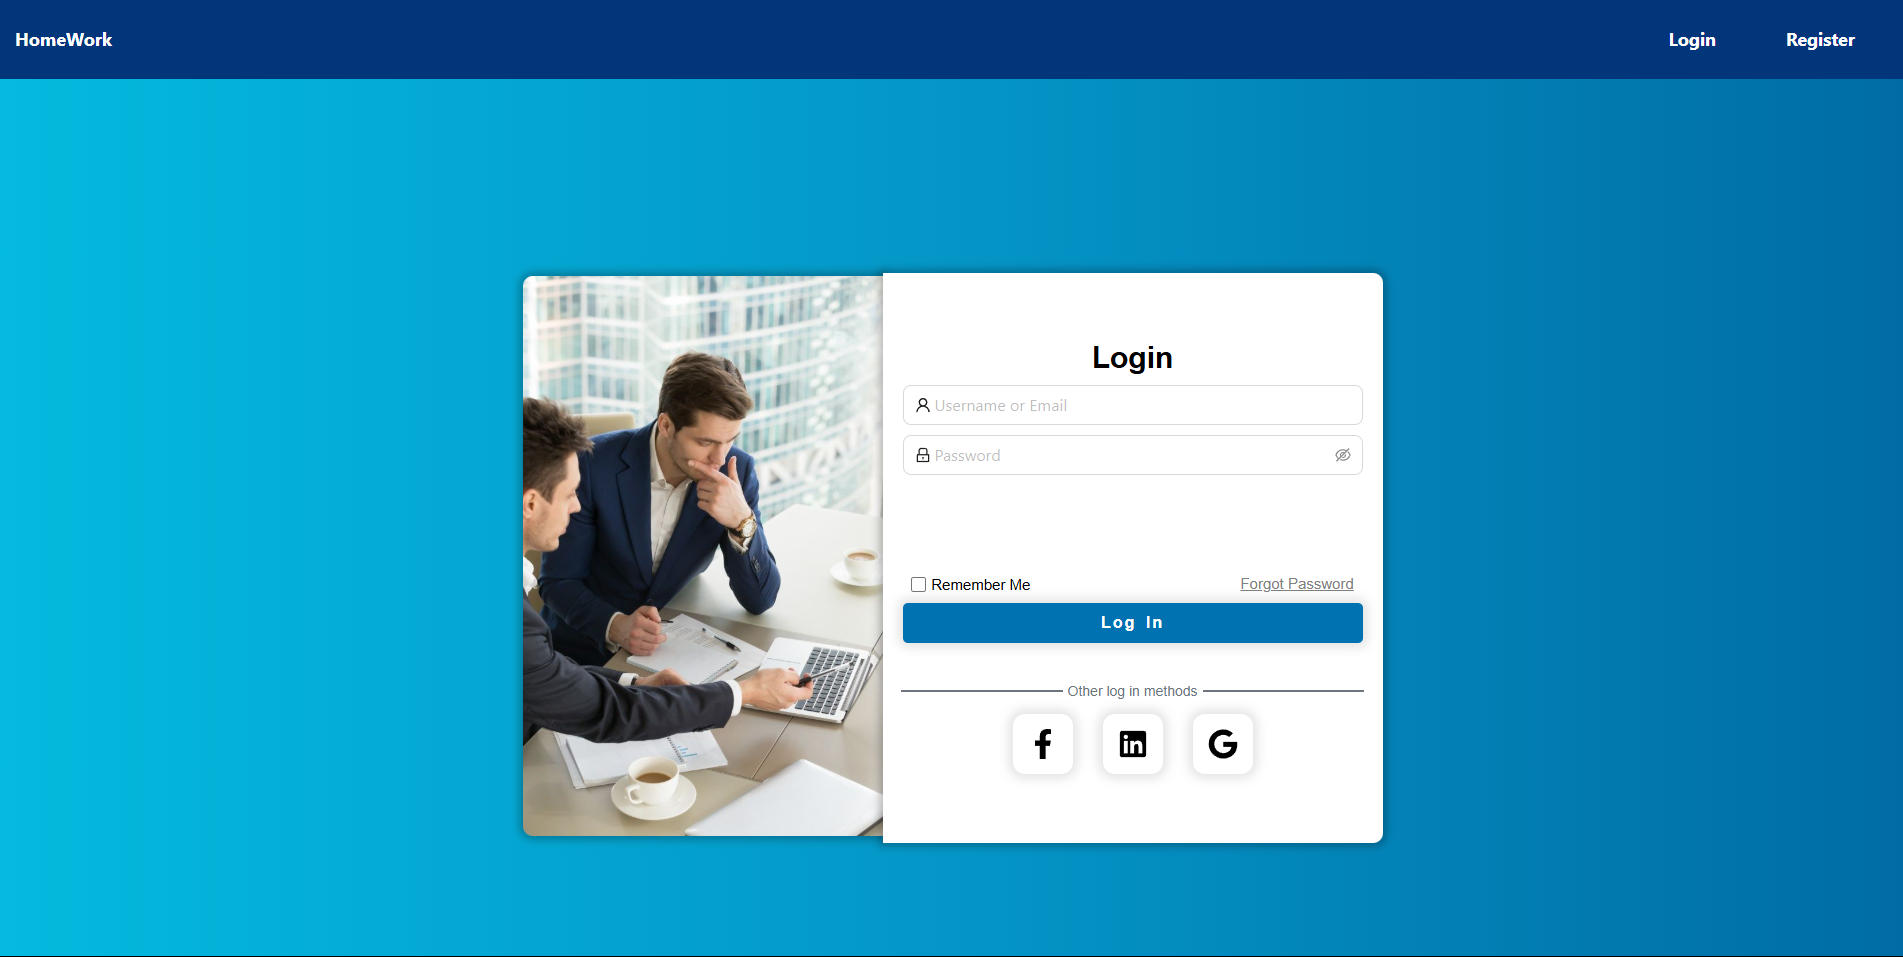 HomeWork
Login
Register
Login
Username or Email
Password
Remember Me
Forgot Password
Log In
Other log in methods